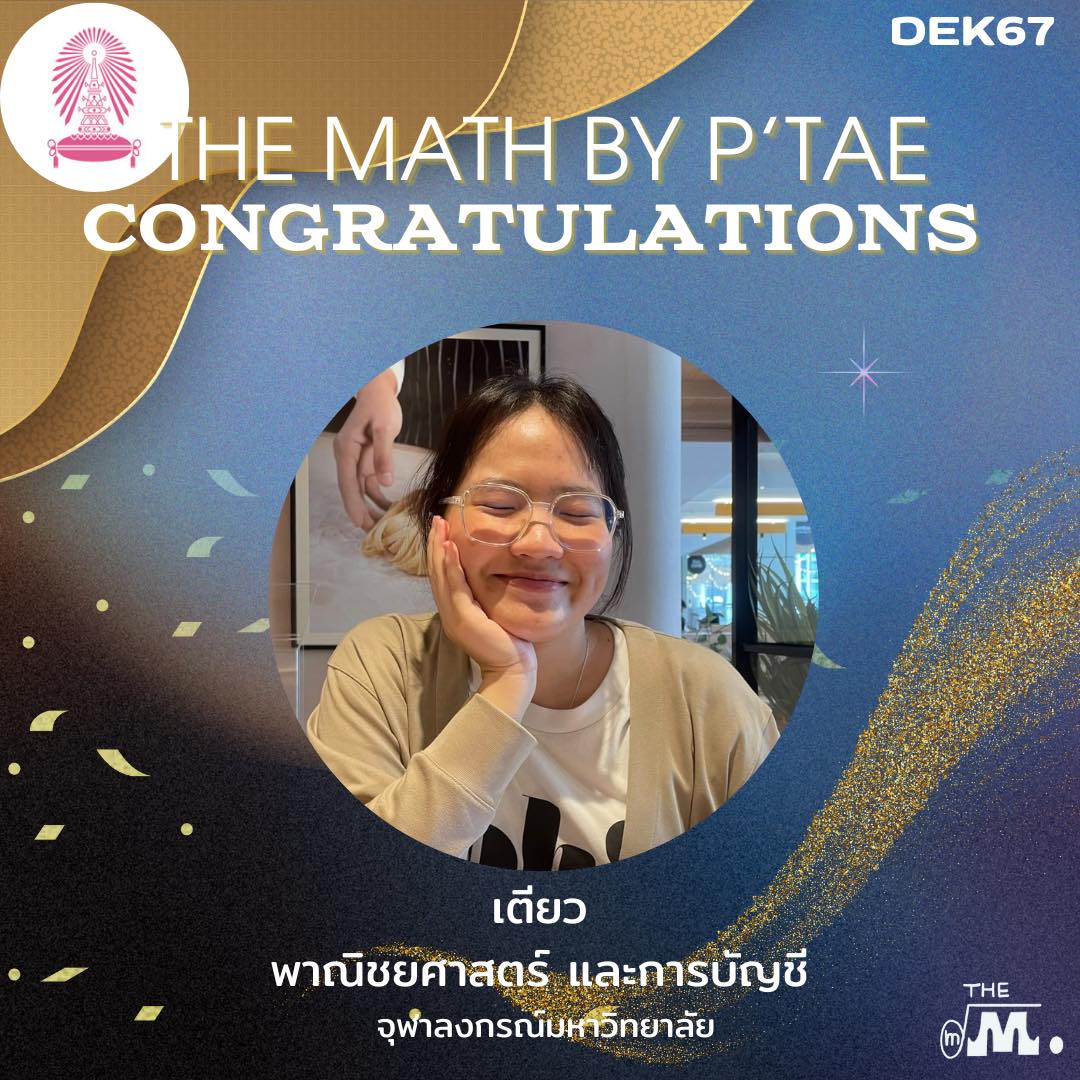 DEK67
THE MATH BY P'TAE
CONGRATULATIONS
เตียว
พาณิชยศาสตร์ และการบัญชี
จุฬาลงกรณ์มหาวิทยาลัย
THE
m M.